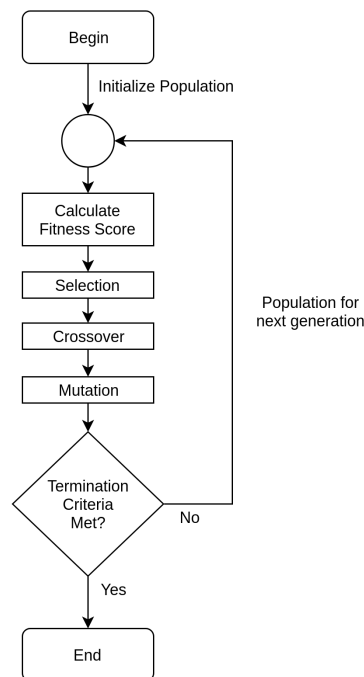 Begin
Initialize Population
Calculate
Fitness Score
Selection
Crossover
Mutation
Population for
next generation
Termination
Criteria
Met?
No
Yes
End